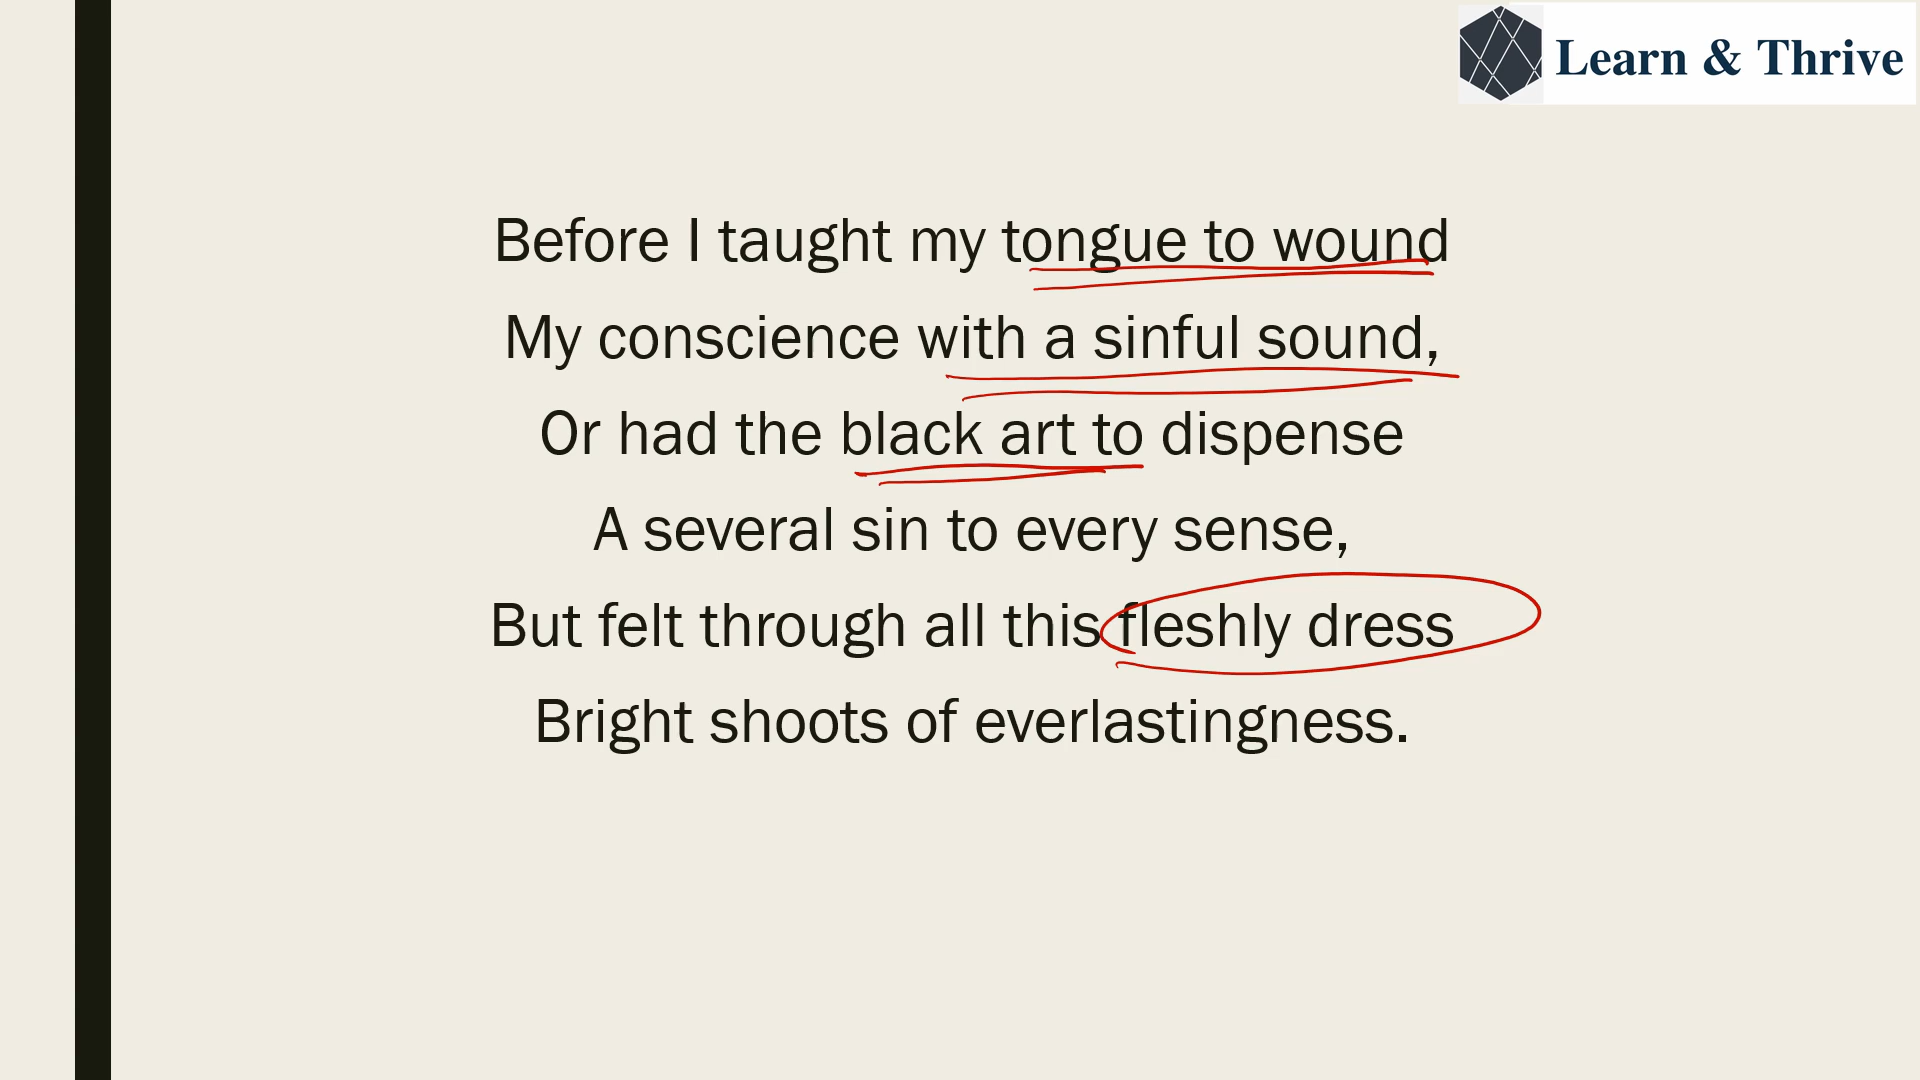 Learn & Thrive
Before I taught my tongue to wound
My conscience with a sinful sound,
Or had the black art to dispense
A several sin to every sense,
But felt through all this fleshly dress
Bright shoots of everlastingness.